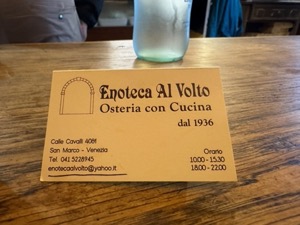 Enoteca Al Volto
Osteria con Cucina
dal 1936
Calle Cavalli 4081
San Marco - Venezia
Tel. 041 5228945
enotecaalvolto@yahoo.it
Orario
10.00 - 15.30
18.00 - 22.00